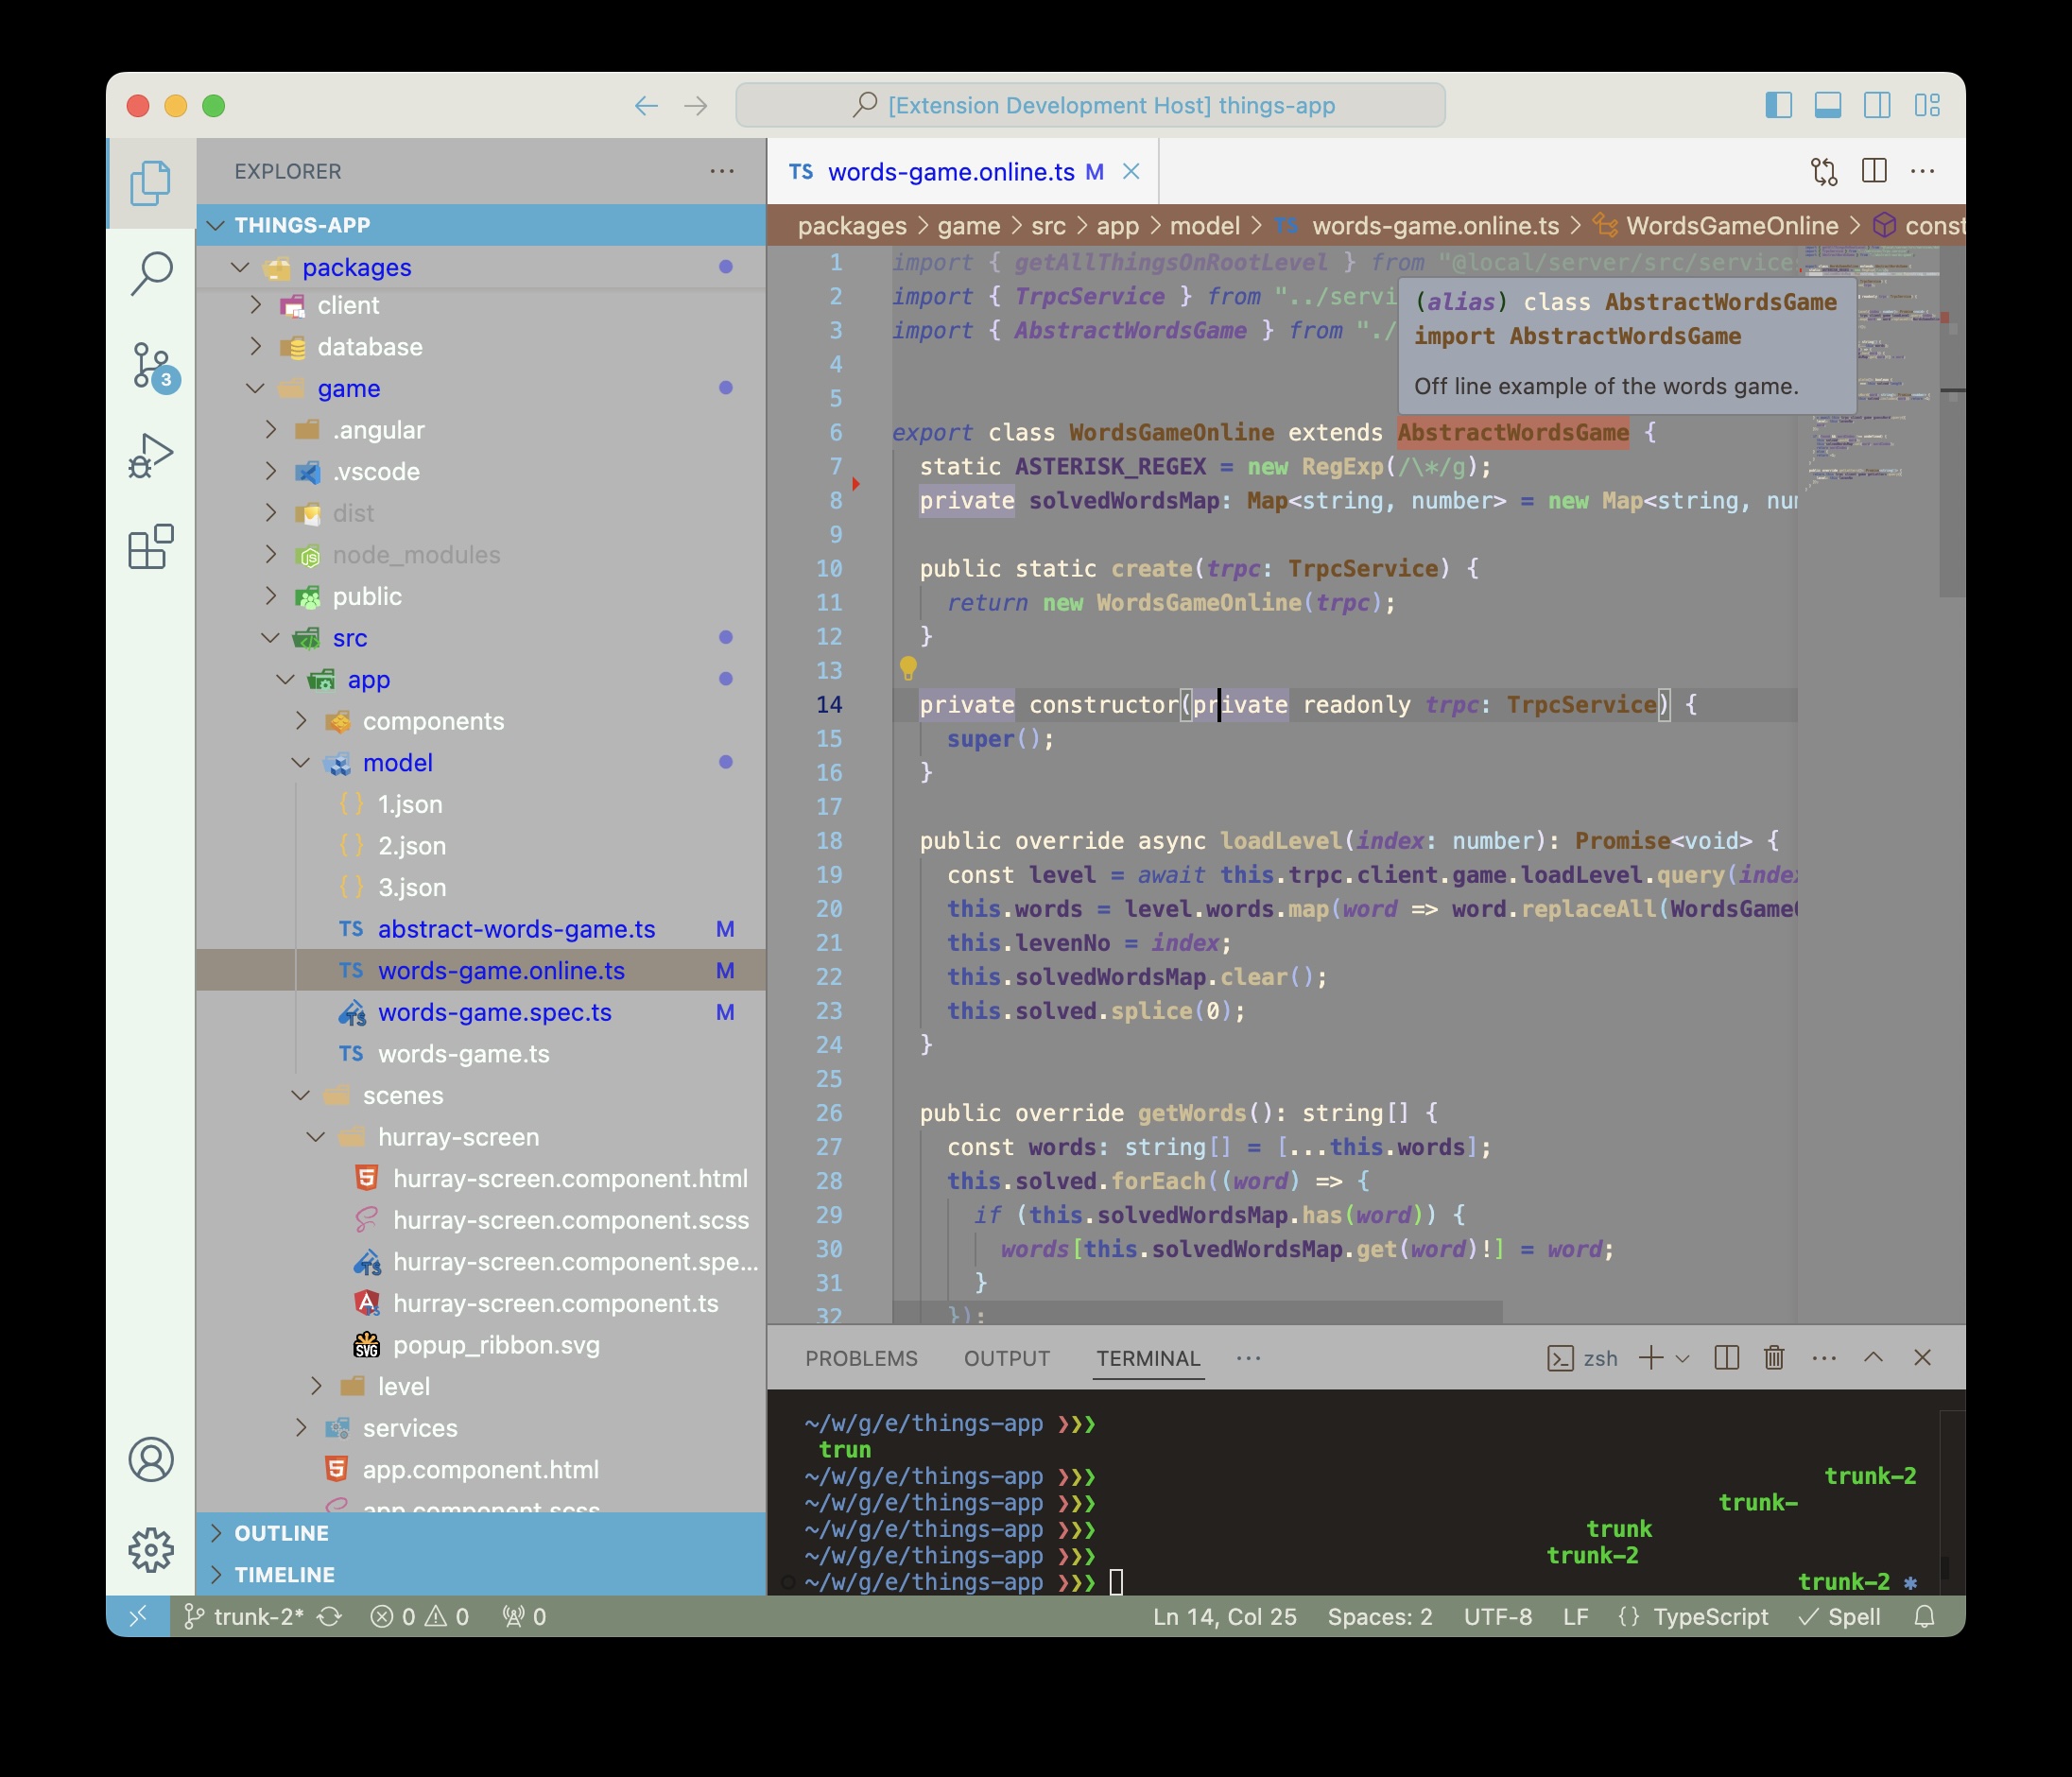 [Extension Development Host] things-app
EXPLORER
THINGS-APP
packages
client
database
game
.angular
.vscode
dist
node_modules
public
src
app
components
model
1.json
2.json
3.json
TS abstract-words-game.ts M
TS words-game.online.ts M
words-game.spec.ts M
TS words-game.ts
scenes
hurray-screen
hurray-screen.component.html
hurray-screen.component.scss
hurray-screen.component.spe...
hurray-screen.component.ts
popup_ribbon.svg
level
services
app.component.html
app.component.scss
OUTLINE
TIMELINE
3
TS words-game.online.ts M
packages > game > src > app > model > TS words-game.online.ts > WordsGameOnline > const
1 import { getAllThingsOnRootLevel } from "@local/server/src/service
2 import { TrpcService } from "../servi
3 import { AbstractWordsGame } from "./
4
5
6 export class WordsGameOnline extends AbstractWordsGame {
7 static ASTERISK_REGEX = new RegExp(/\*/g);
8 private solvedWordsMap: Map<string, number> = new Map<string, num
9
10 public static create(trpc: TrpcService) {
11 return new WordsGameOnline(trpc);
12 }
13
14 private constructor(private readonly trpc: TrpcService) {
15 super();
16 }
17
18 public override async loadLevel(index: number): Promise<void> {
19 const level = await this.trpc.client.game.loadLevel.query(index
20 this.words = level.words.map(word => word.replaceAll(WordsGameO
21 this.levenNo = index;
22 this.solvedWordsMap.clear();
23 this.solved.splice(0);
24 }
25
26 public override getWords(): string[] {
27 const words: string[] = [...this.words];
28 this.solved.forEach((word) => {
29 if (this.solvedWordsMap.has(word)) {
30 words[this.solvedWordsMap.get(word)!] = word;
31 }
32 });
(alias) class AbstractWordsGame
import AbstractWordsGame
Off line example of the words game.
PROBLEMS OUTPUT TERMINAL ... zsh
~/w/g/e/things-app ❯❯❯
trun
~/w/g/e/things-app ❯❯❯ trunk-2
~/w/g/e/things-app ❯❯❯ trunk-
~/w/g/e/things-app ❯❯❯ trunk
~/w/g/e/things-app ❯❯❯ trunk-2
~/w/g/e/things-app ❯❯❯ trunk-2 *
trunk-2* 0 0 0 Ln 14, Col 25 Spaces: 2 UTF-8 LF {} TypeScript Spell